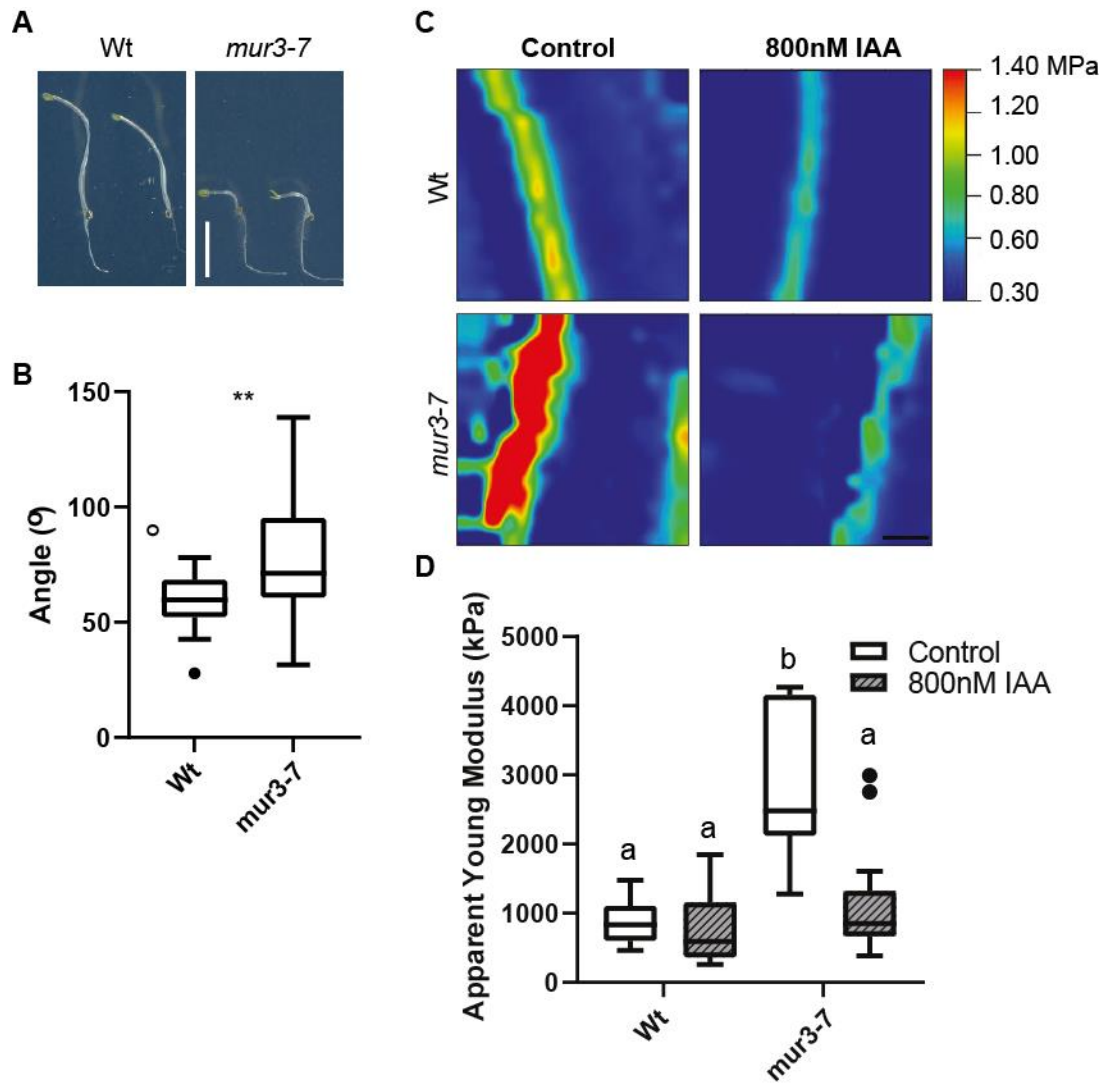 A
Wt
mur3-7
B
150
100
50
0
Angle (º)
**
Wt
mur3-7
C
Control
800nM IAA
Wt
mur3-7
1.40 MPa
1.20
1.00
0.80
0.60
0.30
D
5000
4000
3000
2000
1000
0
Apparent Young Modulus (kPa)
a
a
b
a
Control
800nM IAA
Wt
mur3-7